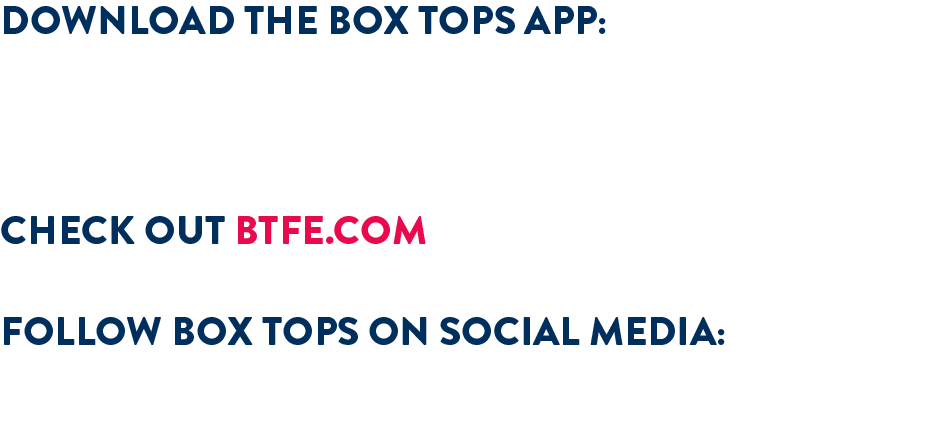 DOWNLOAD THE BOX TOPS APP:
CHECK OUT BTFE.COM
FOLLOW BOX TOPS ON SOCIAL MEDIA: